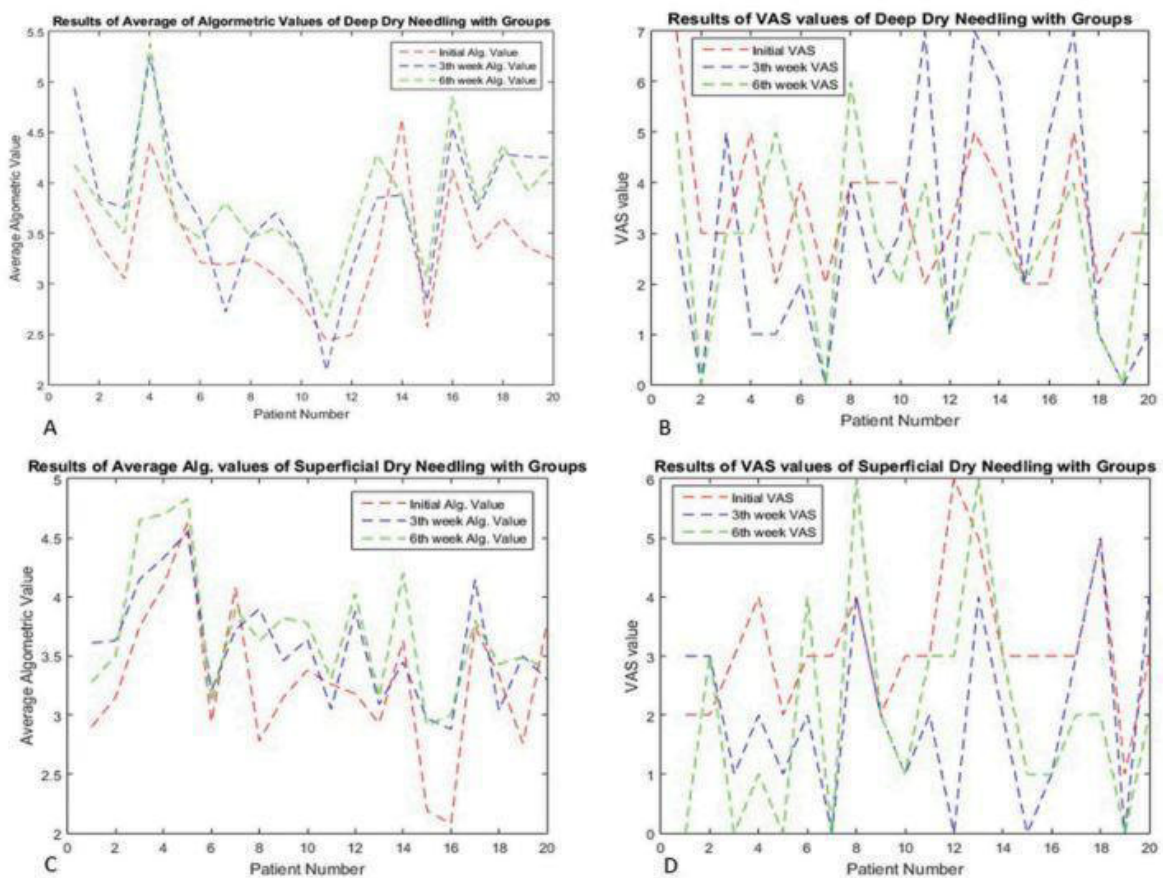 Results of Average of Algometric Values of Deep Dry Needling with Groups
5.5
5
4.5
4
3.5
3
2.5
2
Average Algometric Value
Initial Alg. Value
3th week Alg. Value
6th week Alg. Value
0 2 4 6 8 10 12 14 16 18 20
Patient Number
A
Results of VAS values of Deep Dry Needling with Groups
7
6
5
4
3
2
1
0
VAS value
Initial VAS
3th week VAS
6th week VAS
0 2 4 6 8 10 12 14 16 18 20
Patient Number
B
Results of Average Alg. values of Superficial Dry Needling with Groups
5
4.5
4
3.5
3
2.5
2
Average Algometric Value
Initial Alg. Value
3th week Alg. Value
6th week Alg. Value
0 2 4 6 8 10 12 14 16 18 20
Patient Number
C
Results of VAS values of Superficial Dry Needling with Groups
6
5
4
3
2
1
0
VAS value
Initial VAS
3th week VAS
6th week VAS
0 2 4 6 8 10 12 14 16 18 20
Patient Number
D